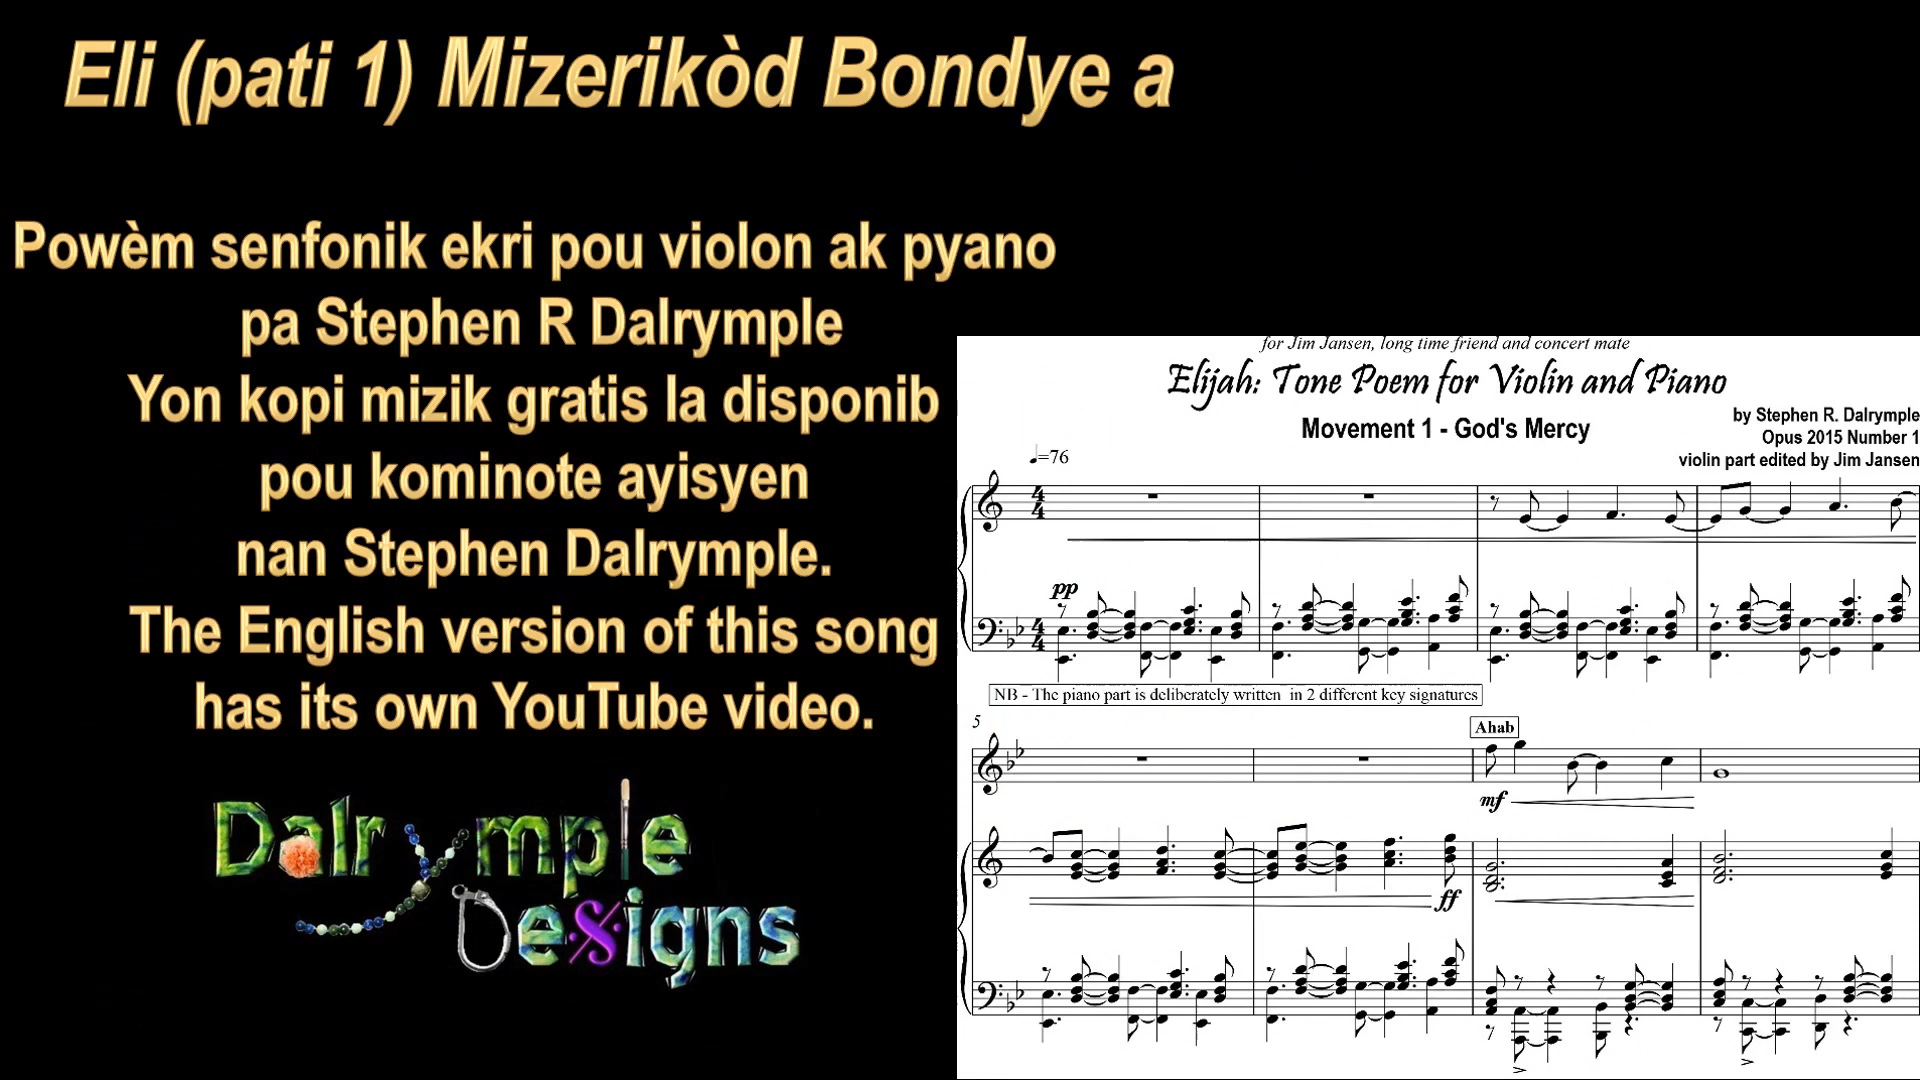 Eli (pati 1) Mizerikòd Bondye a
Powèm senfonik ekri pou violon ak pyano
pa Stephen R Dalrymple
Yon kopi mizik gratis la disponib
pou kominote ayisyen
nan Stephen Dalrymple.
The English version of this song
has its own YouTube video.
Dalrymple
Designs
for Jim Jansen, long time friend and concert mate
Elijah: Tone Poem for Violin and Piano
Movement 1 - God's Mercy
by Stephen R. Dalrymple
Opus 2015 Number 1
violin part edited by Jim Jansen
♩=76
pp
NB - The piano part is deliberately written in 2 different key signatures
5
Ahab
mf
ff